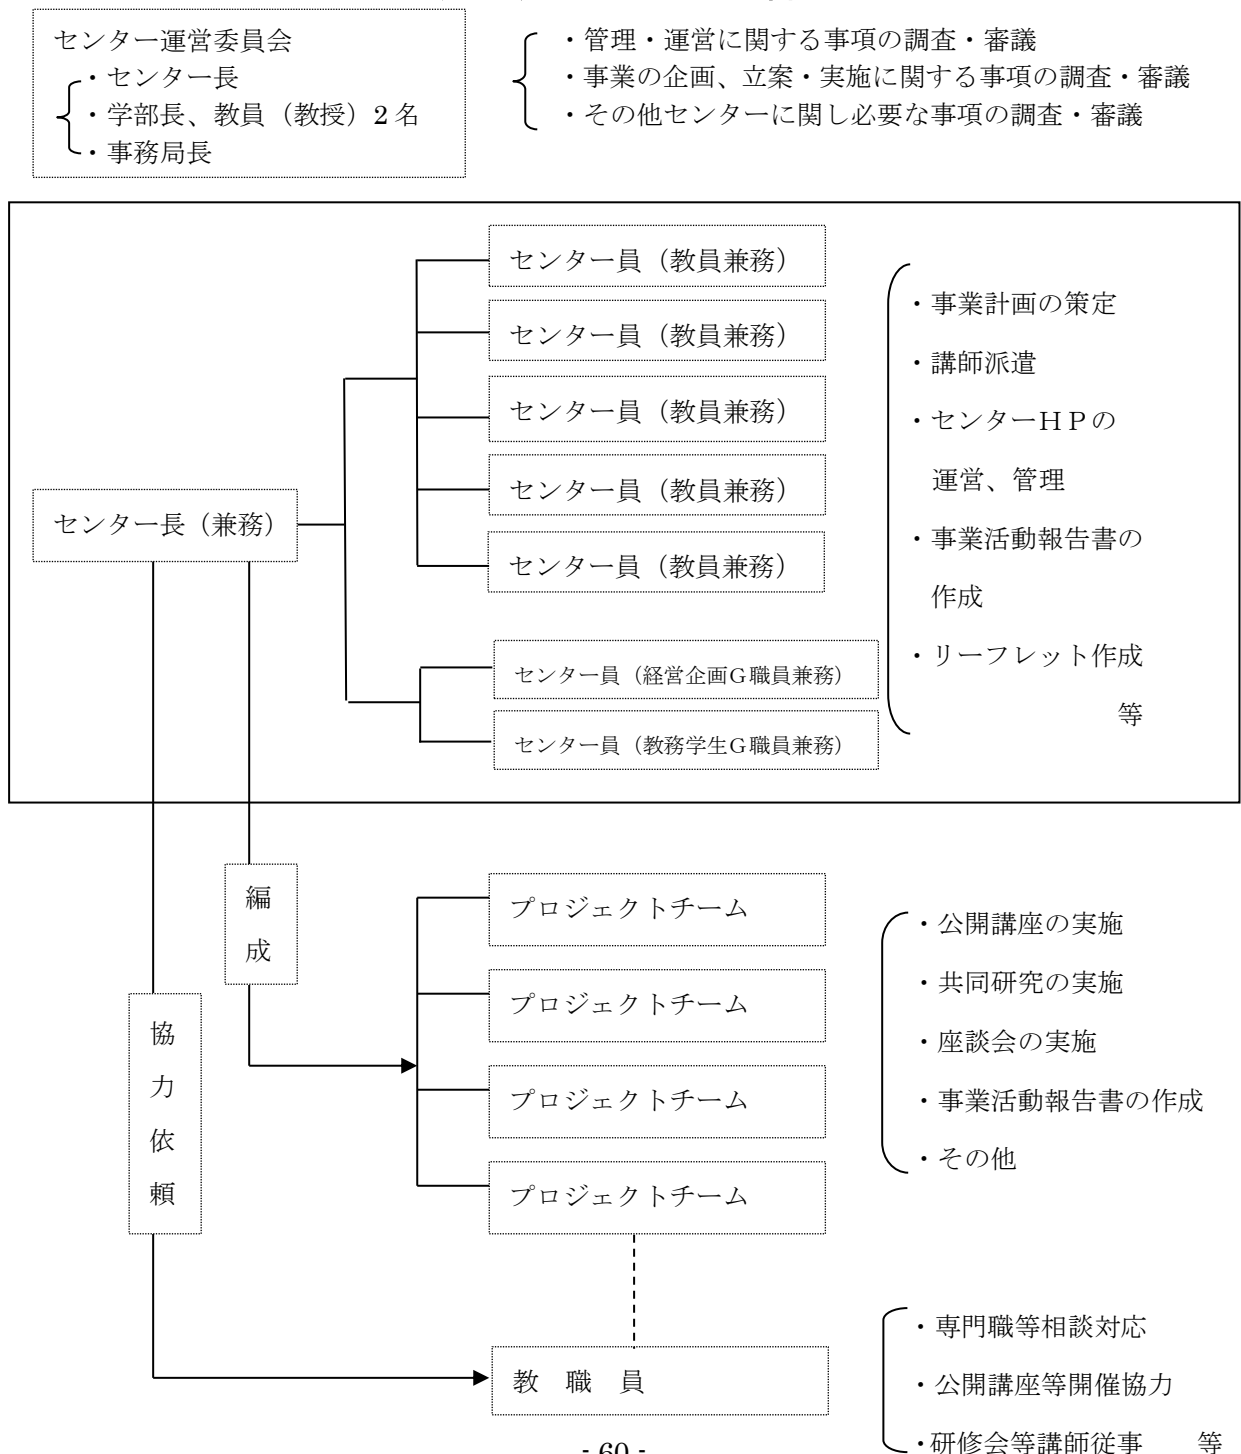 センター運営委員会
・センター長
・学部長、教員（教授）2名
・事務局長
・管理・運営に関する事項の調査・審議
・事業の企画、立案・実施に関する事項の調査・審議
・その他センターに関し必要な事項の調査・審議
センター長（兼務）
センター員（教員兼務）
センター員（教員兼務）
センター員（教員兼務）
センター員（教員兼務）
センター員（教員兼務）
センター員（経営企画Ｇ職員兼務）
センター員（教務学生Ｇ職員兼務）
・事業計画の策定
・講師派遣
・センターＨＰの
運営、管理
・事業活動報告書の
作成
・リーフレット作成
等
編成
協力依頼
プロジェクトチーム
プロジェクトチーム
プロジェクトチーム
プロジェクトチーム
・公開講座の実施
・共同研究の実施
・座談会の実施
・事業活動報告書の作成
・その他
教　職　員
・専門職等相談対応
・公開講座等開催協力
・研修会等講師従事　　等
- 60 -